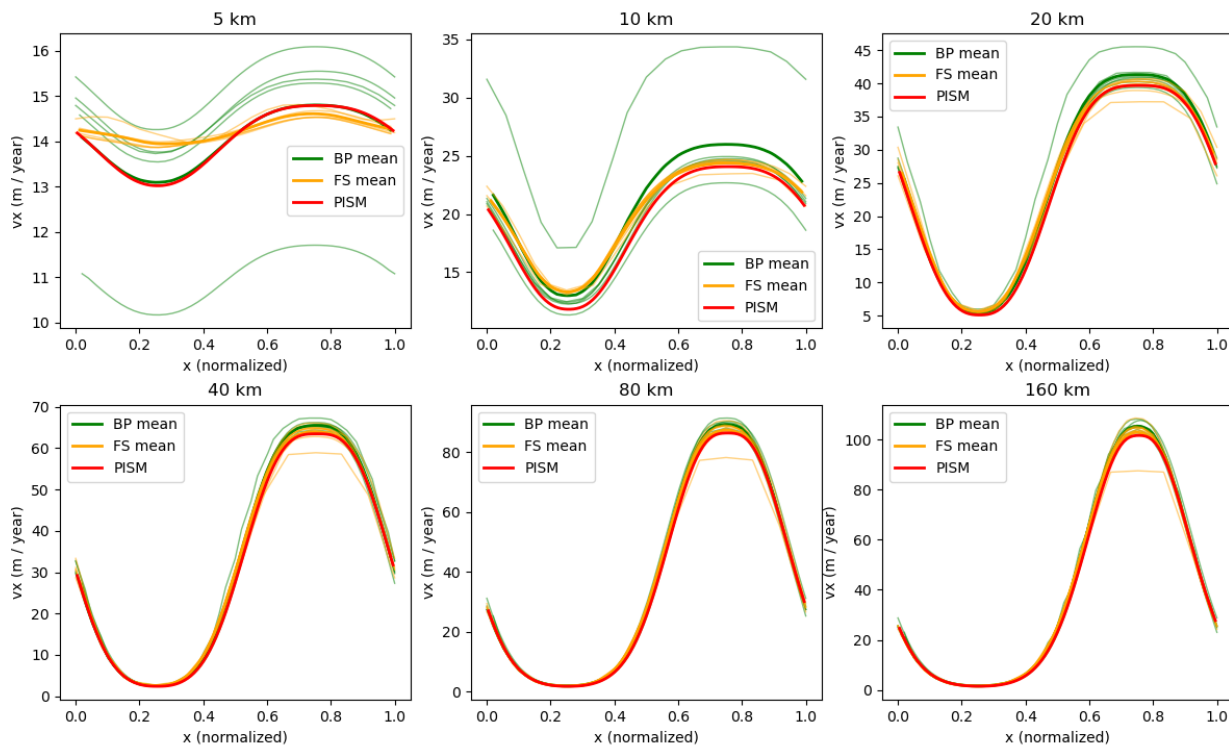 5 km
16
15
14
13
12
11
10
vx (m / year)
BP mean
FS mean
PISM
0.0 0.2 0.4 0.6 0.8 1.0
x (normalized)
10 km
35
30
25
20
15
vx (m / year)
BP mean
FS mean
PISM
0.0 0.2 0.4 0.6 0.8 1.0
x (normalized)
20 km
45
40
35
30
25
20
15
10
5
vx (m / year)
BP mean
FS mean
PISM
0.0 0.2 0.4 0.6 0.8 1.0
x (normalized)
40 km
70
60
50
40
30
20
10
0
vx (m / year)
BP mean
FS mean
PISM
0.0 0.2 0.4 0.6 0.8 1.0
x (normalized)
80 km
80
60
40
20
0
vx (m / year)
BP mean
FS mean
PISM
0.0 0.2 0.4 0.6 0.8 1.0
x (normalized)
160 km
100
80
60
40
20
0
vx (m / year)
BP mean
FS mean
PISM
0.0 0.2 0.4 0.6 0.8 1.0
x (normalized)